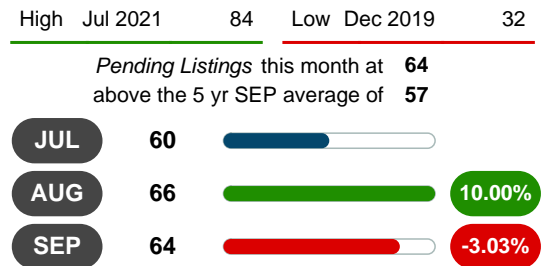 High Jul 2021 84 Low Dec 2019 32
Pending Listings this month at 64
above the 5 yr SEP average of 57
JUL 60
AUG 66 10.00%
SEP 64 -3.03%